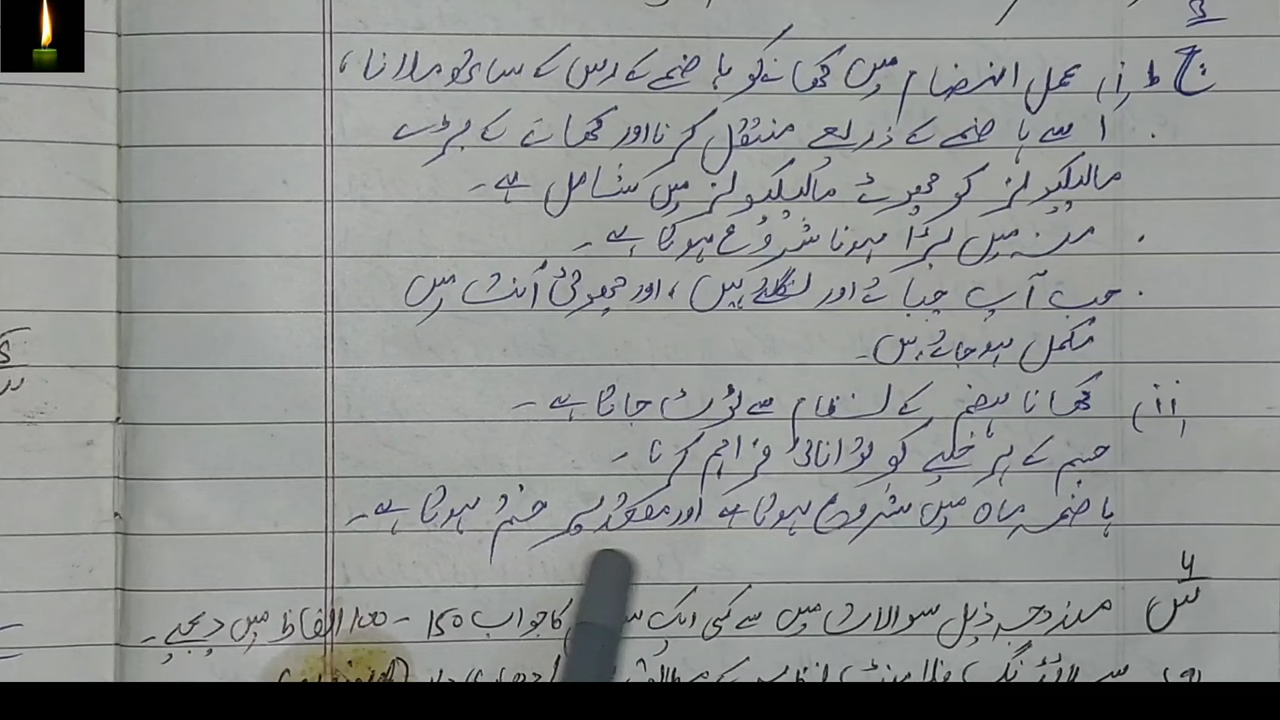 ج (i) عمل انہضام میں کھانے کو ہاضمے کے رس کے ساتھ ملانا،
. اسے ہاضمے کے ذریعے منتقل کرنا اور کھانے کے بڑے
مالیکیولز کو چھوٹے مالیکیولز میں شامل ہے۔
. منہ میں بڑا ہونا شروع ہوتا ہے۔
. جب آپ چباتے اور نگلتے ہیں، اور چھوٹی آنت میں
مکمل ہو جاتے ہیں۔
(ii) کھانا ہضم کے نظام سے ٹوٹ جاتا ہے۔
جسم کے ہر خلیے کو توانائی فراہم کرنا۔
ہاضمہ میں شروع ہوتا ہے اور مقعد پر ختم ہوتا ہے۔
س ۴ مندرجہ ذیل سوالات میں سے کسی ایک کا جواب 150 - 100 الفاظ میں دیجیے۔